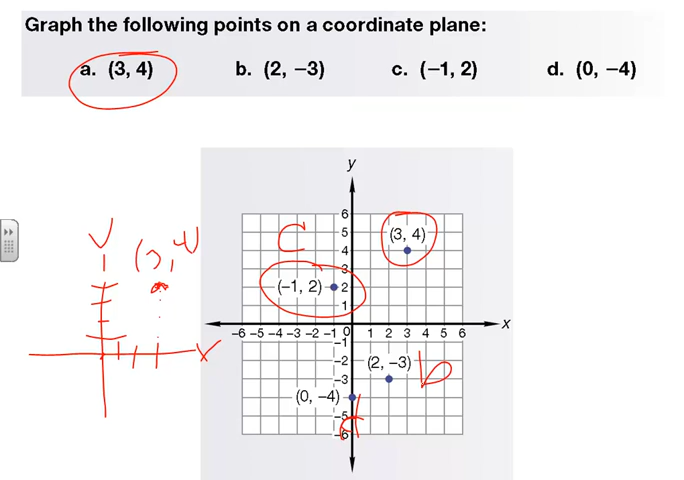 Graph the following points on a coordinate plane:
a. (3, 4) b. (2, −3) c. (−1, 2) d. (0, −4)
y
6
(3, 4)
5
C
4
y
(3, 4)
3
(−1, 2)
2
1
−6 −5 −4 −3 −2 −1 0 1 2 3 4 5 6
x
x
−1
−2
(2, −3)
b
−3
(0, −4)
d
−5
−6